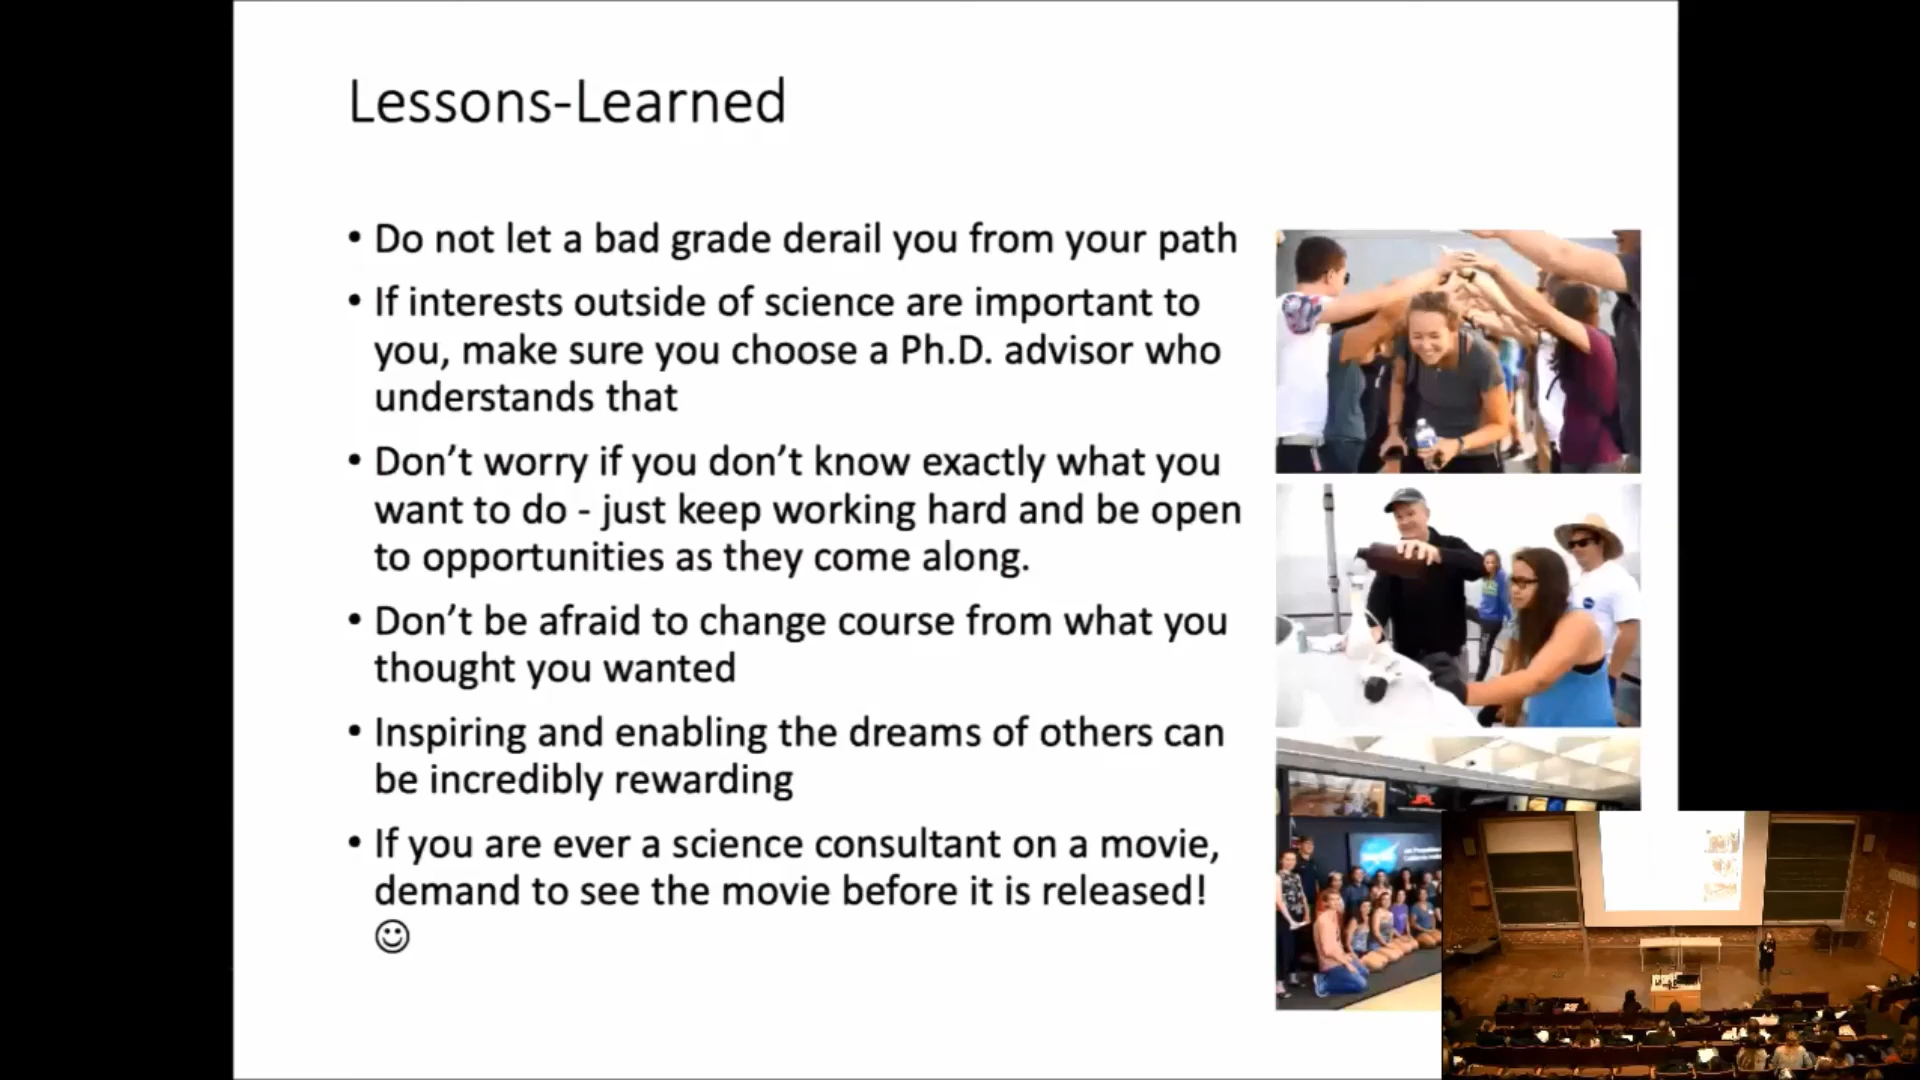 Lessons-Learned
• Do not let a bad grade derail you from your path
• If interests outside of science are important to
you, make sure you choose a Ph.D. advisor who
understands that
• Don’t worry if you don’t know exactly what you
want to do - just keep working hard and be open
to opportunities as they come along.
• Don’t be afraid to change course from what you
thought you wanted
• Inspiring and enabling the dreams of others can
be incredibly rewarding
• If you are ever a science consultant on a movie,
demand to see the movie before it is released!
☺